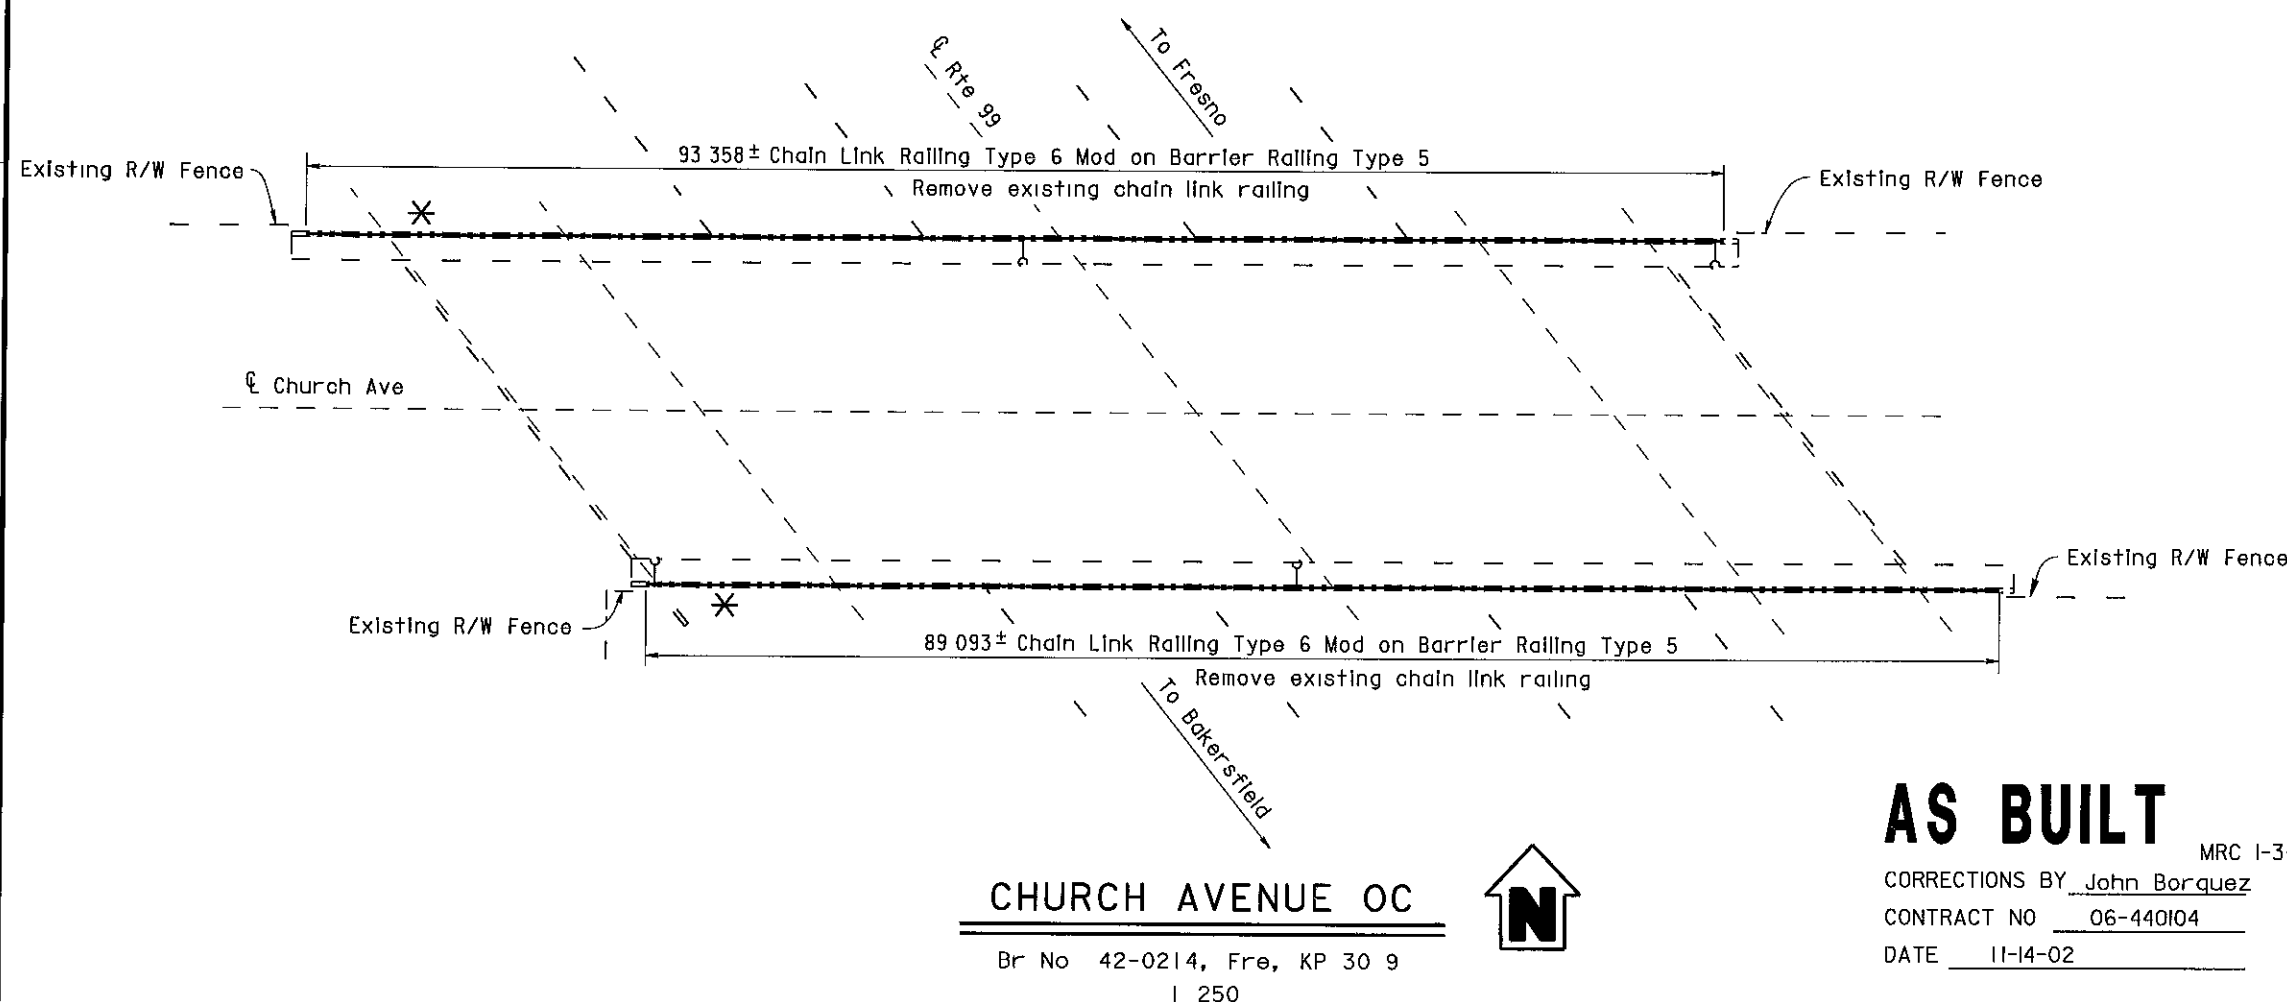 ℄ Rte 99
To Fresno
93 358± Chain Link Railing Type 6 Mod on Barrier Railing Type 5
Existing R/W Fence
Remove existing chain link railing
Existing R/W Fence
℄ Church Ave
Existing R/W Fence
Existing R/W Fence
89 093± Chain Link Railing Type 6 Mod on Barrier Railing Type 5
Remove existing chain link railing
To Bakersfield
CHURCH AVENUE OC
Br No 42-0214, Fre, KP 30 9
1 250
N
AS BUILT
MRC 1-3
CORRECTIONS BY John Borquez
CONTRACT NO 06-440104
DATE 11-14-02